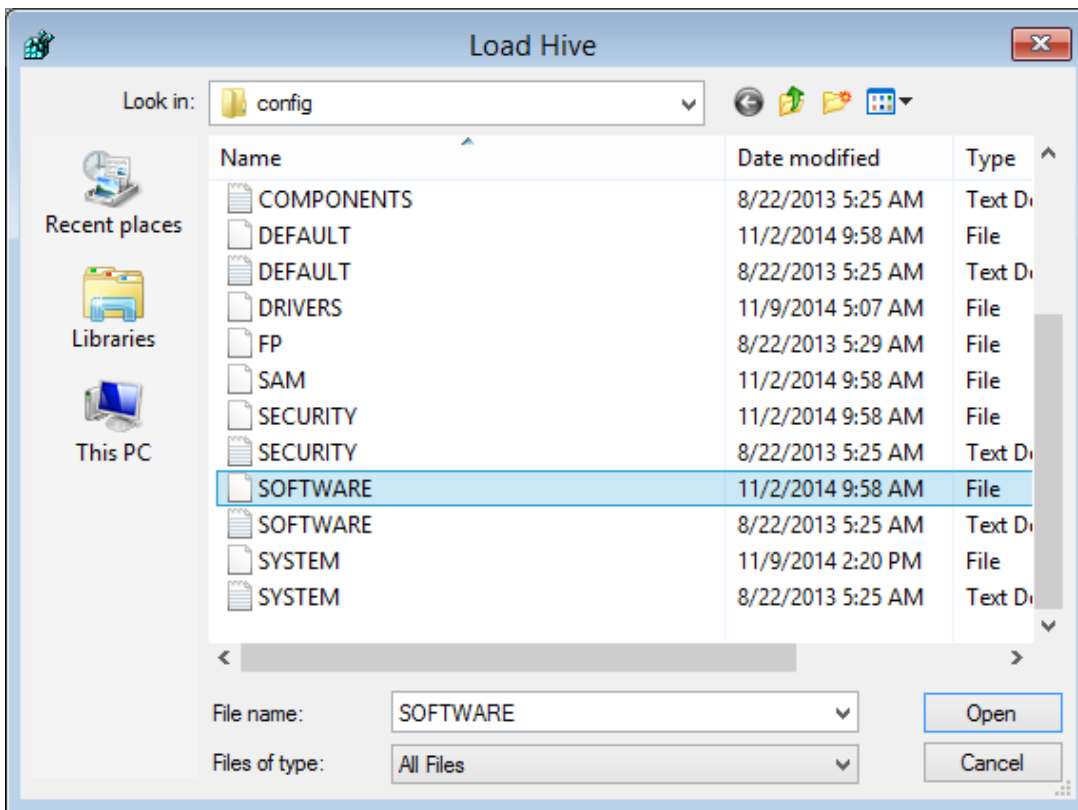 Load Hive
Look in: config
Name Date modified Type
COMPONENTS 8/22/2013 5:25 AM Text D
DEFAULT 11/2/2014 9:58 AM File
DEFAULT 8/22/2013 5:25 AM Text D
DRIVERS 11/9/2014 5:07 AM File
FP 8/22/2013 5:29 AM File
SAM 11/2/2014 9:58 AM File
SECURITY 11/2/2014 9:58 AM File
SECURITY 8/22/2013 5:25 AM Text D
SOFTWARE 11/2/2014 9:58 AM File
SOFTWARE 8/22/2013 5:25 AM Text D
SYSTEM 11/9/2014 2:20 PM File
SYSTEM 8/22/2013 5:25 AM Text D
Recent places
Libraries
This PC
File name: SOFTWARE Open
Files of type: All Files Cancel